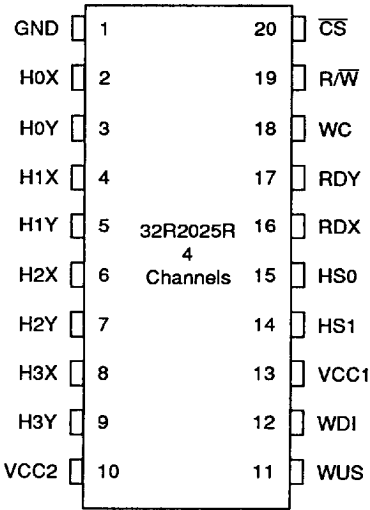 GND 1 20 C̅S̅
H0X 2 19 R/W̅
H0Y 3 18 WC
H1X 4 17 RDY
H1Y 5 32R2025R 16 RDX
4
H2X 6 Channels 15 HS0
H2Y 7 14 HS1
H3X 8 13 VCC1
H3Y 9 12 WDI
VCC2 10 11 WUS